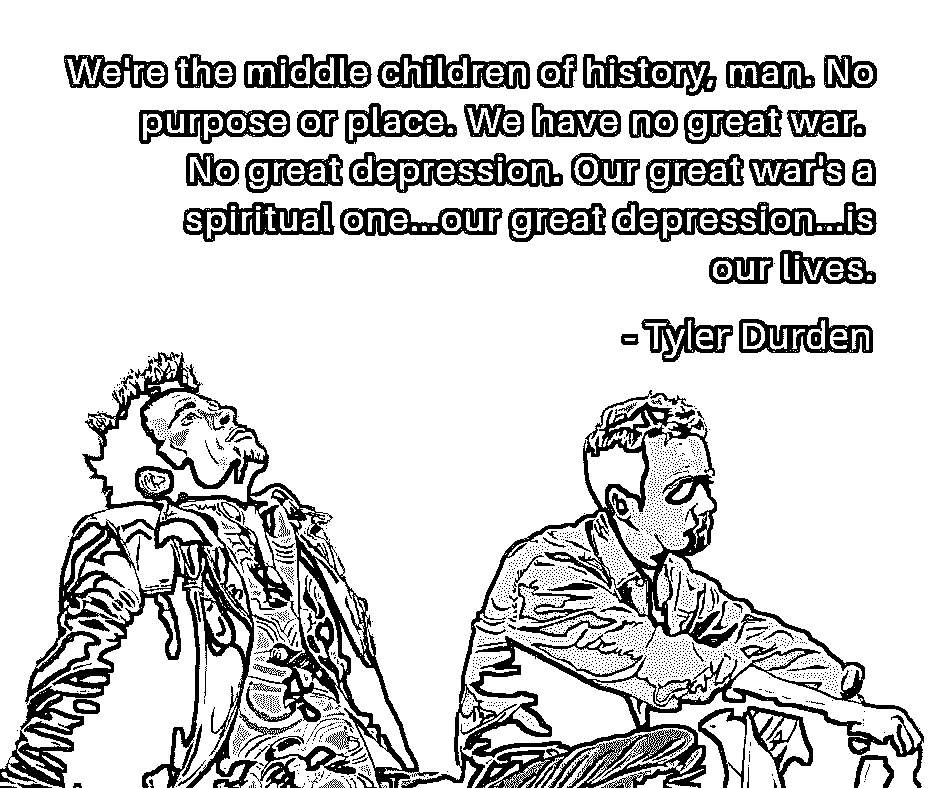 We're the middle children of history, man. No
purpose or place. We have no great war.
No great depression. Our great war's a
spiritual one...our great depression...is
our lives.
- Tyler Durden